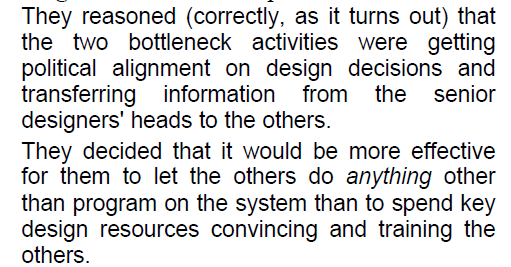 They reasoned (correctly, as it turns out) that
the two bottleneck activities were getting
political alignment on design decisions and
transferring information from the senior
designers' heads to the others.
They decided that it would be more effective
for them to let the others do anything other
than program on the system than to spend key
design resources convincing and training the
others.